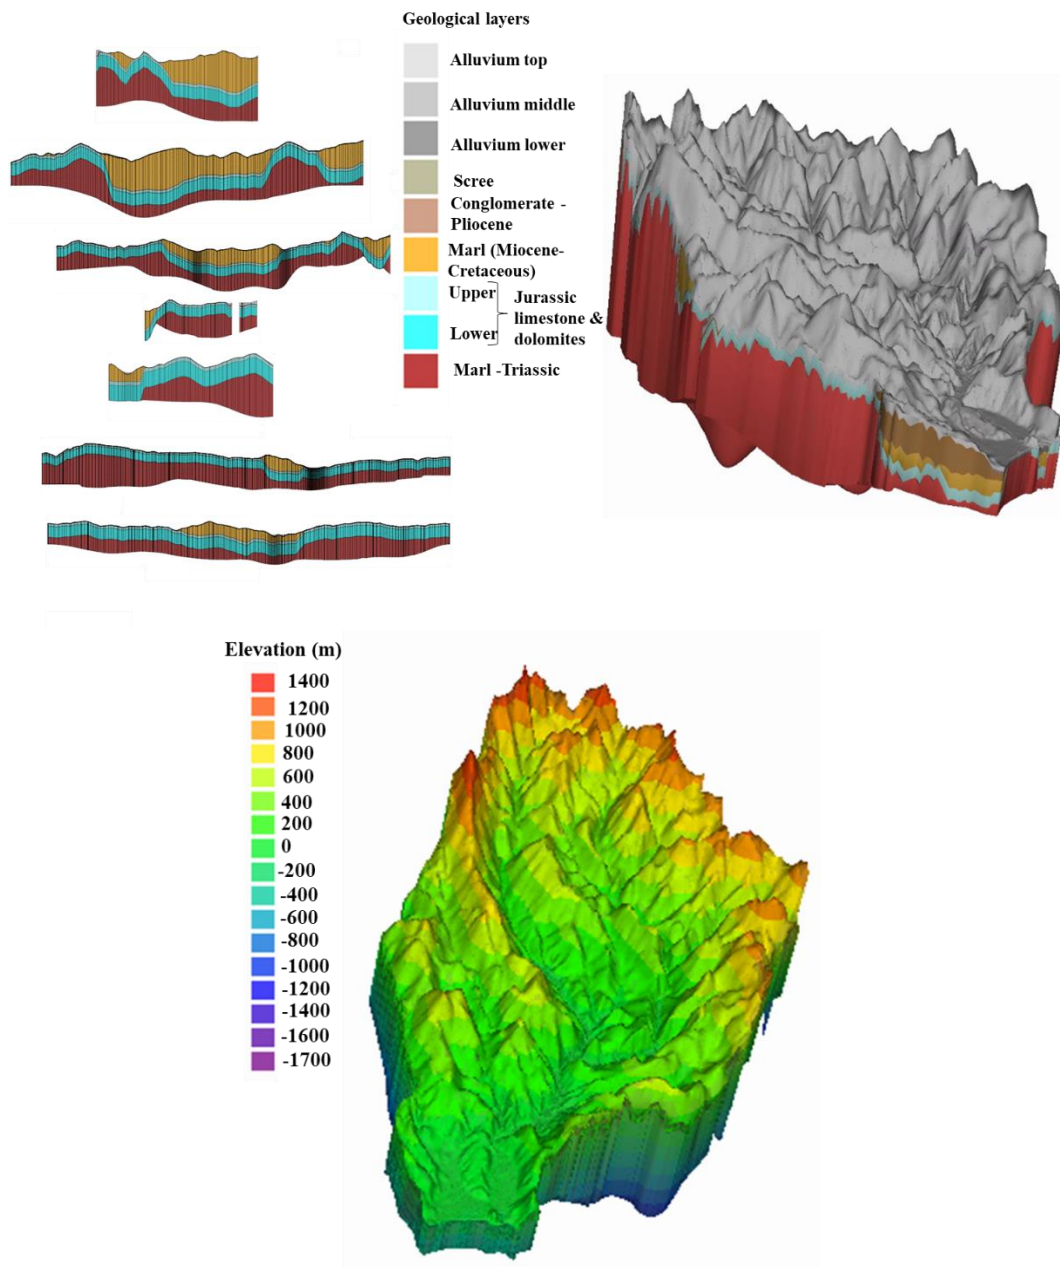 Geological layers
Alluvium top
Alluvium middle
Alluvium lower
Scree
Conglomerate -
Pliocene
Marl (Miocene-
Cretaceous)
Upper
Lower
Jurassic
limestone &
dolomites
Marl -Triassic
Elevation (m)
1400
1200
1000
800
600
400
200
0
-200
-400
-600
-800
-1000
-1200
-1400
-1600
-1700